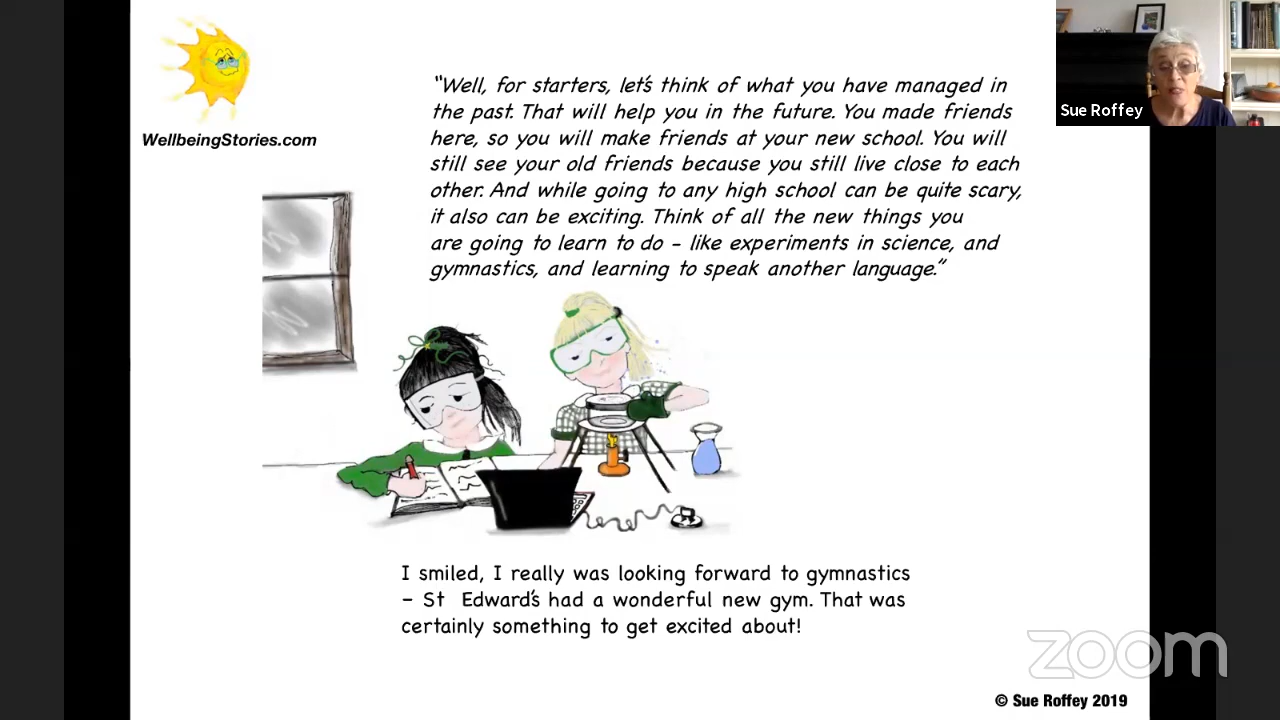 WellbeingStories.com
"Well, for starters, let's think of what you have managed in
the past. That will help you in the future. You made friends
here, so you will make friends at your new school. You will
still see your old friends because you still live close to each
other. And while going to any high school can be quite scary,
it also can be exciting. Think of all the new things you
are going to learn to do – like experiments in science, and
gymnastics, and learning to speak another language."
Sue Roffey
I smiled, I really was looking forward to gymnastics
– St Edward's had a wonderful new gym. That was
certainly something to get excited about!
zoom
© Sue Roffey 2019